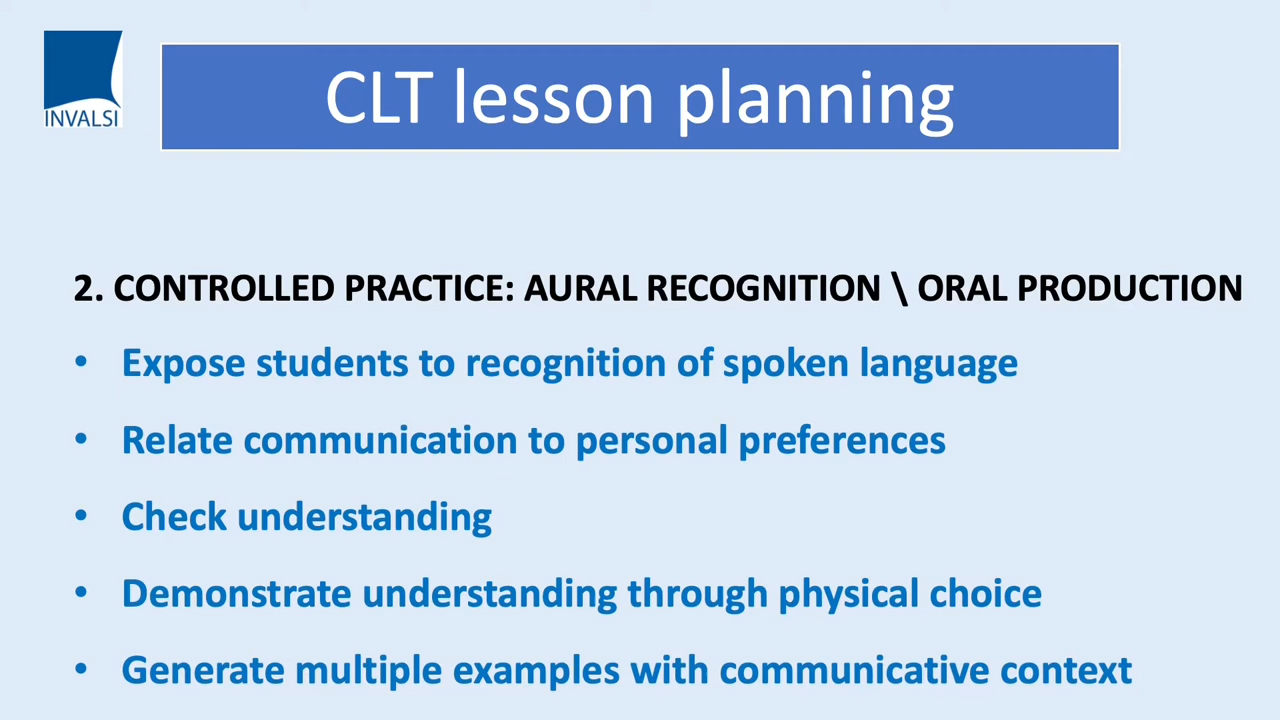 INVALSI
CLT lesson planning
2. CONTROLLED PRACTICE: AURAL RECOGNITION \ ORAL PRODUCTION
• Expose students to recognition of spoken language
• Relate communication to personal preferences
• Check understanding
• Demonstrate understanding through physical choice
• Generate multiple examples with communicative context